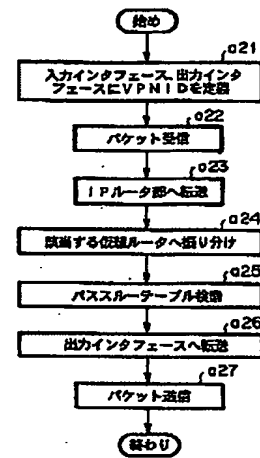 始め
a21
入力インタフェース、出力インタ
フェースにVPNIDを定義
a22
パケット受信
a23
IPルータ部へ転送
a24
該当する仮想ルータへ振り分け
a25
パススルーテーブル検索
a26
出力インタフェースへ転送
a27
パケット送信
終わり